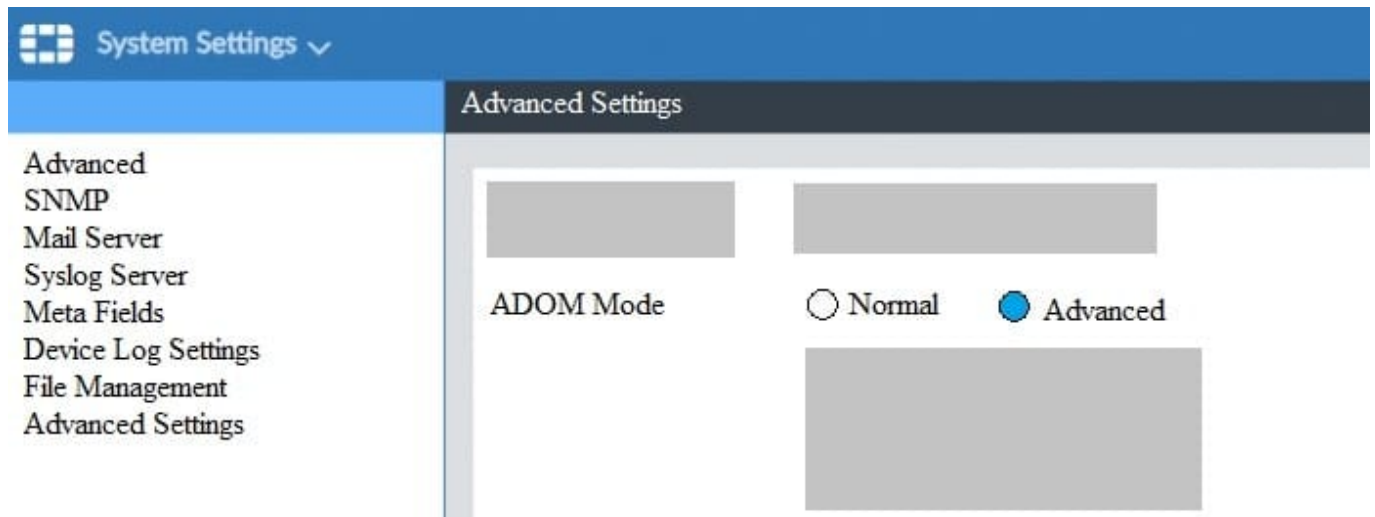 System Settings
Advanced Settings
Advanced
SNMP
Mail Server
Syslog Server
Meta Fields
Device Log Settings
File Management
Advanced Settings
ADOM Mode
Normal
Advanced